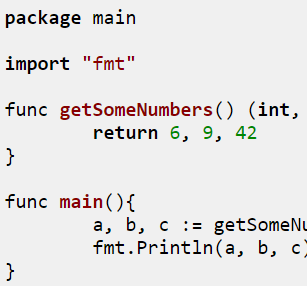 package main
import "fmt"
func getSomeNumbers() (int,
return 6, 9, 42
}
func main(){
a, b, c := getSomeNu
fmt.Println(a, b, c)
}